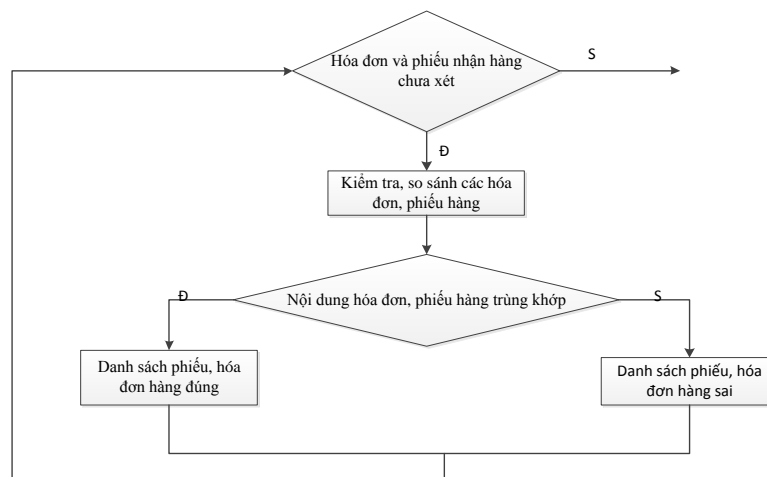 Hóa đơn và phiếu nhận hàng
chưa xét
S
Đ
Kiểm tra, so sánh các hóa
đơn, phiếu hàng
Đ
Nội dung hóa đơn, phiếu hàng trùng khớp
S
Danh sách phiếu, hóa
đơn hàng đúng
Danh sách phiếu, hóa
đơn hàng sai